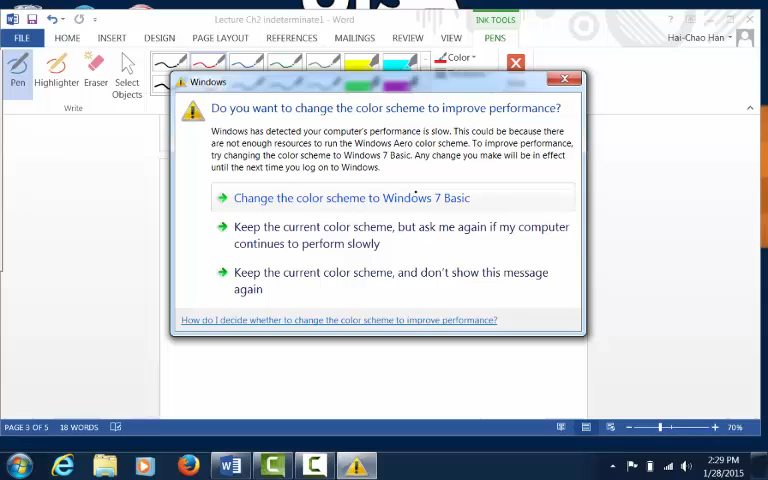 Lecture Ch2 indeterminate1 - Word
INK TOOLS
FILE HOME INSERT DESIGN PAGE LAYOUT REFERENCES MAILINGS REVIEW VIEW PENS
Hai-Chao Han
Pen Highlighter Eraser Select Objects
Color
Write
Windows
Do you want to change the color scheme to improve performance?
Windows has detected your computer's performance is slow. This could be because there
are not enough resources to run the Windows Aero color scheme. To improve performance,
try changing the color scheme to Windows 7 Basic. Any change you make will be in effect
until the next time you log on to Windows.
Change the color scheme to Windows 7 Basic
Keep the current color scheme, but ask me again if my computer
continues to perform slowly
Keep the current color scheme, and don't show this message
again
How do I decide whether to change the color scheme to improve performance?
PAGE 3 OF 5 18 WORDS
70%
2:29 PM
1/28/2015